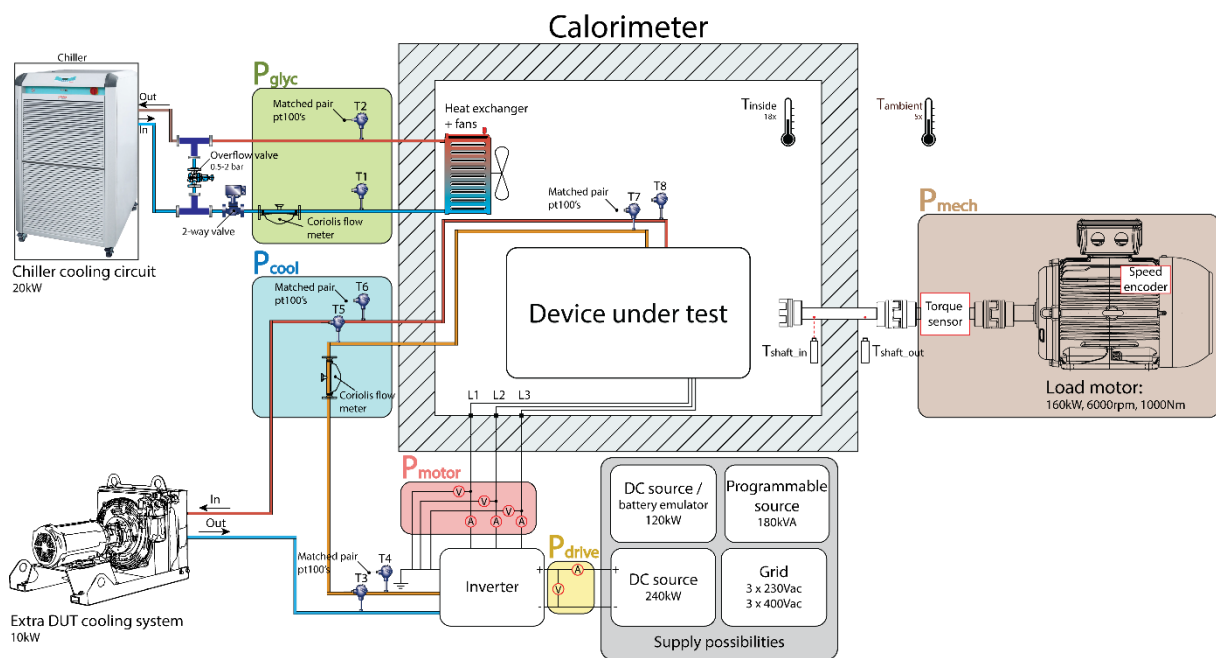 Calorimeter
Chiller
Out
In
Overflow valve
0.5-2 bar
2-way valve
Chiller cooling circuit
20kW
Pglyc
Matched pair
pt100's
T2
T1
Coriolis flow
meter
Heat exchanger
+ fans
Matched pair
pt100's
T7
T8
Tinside
18x
Tambient
5x
Pcool
Matched pair
pt100's
T6
T5
Coriolis flow
meter
Device under test
L1
L2
L3
Tshaft_in
Tshaft_out
Pmech
Speed
encoder
Torque
sensor
Load motor:
160kW, 6000rpm, 1000Nm
In
Out
Extra DUT cooling system
10kW
Matched pair
pt100's
T4
T3
Pmotor
V
V
V
A
A
A
Inverter
+
-
Pdrive
A
V
+
-
DC source /
battery emulator
120kW
Programmable
source
180kVA
DC source
240kW
Grid
3 x 230Vac
3 x 400Vac
Supply possibilities